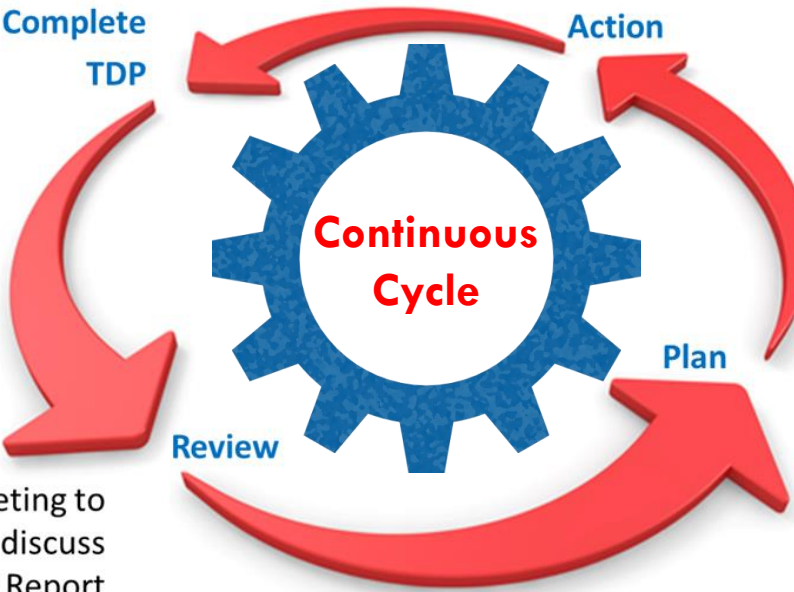 Complete
TDP
Action
Continuous
Cycle
Plan
Review
eting to
discuss
Report